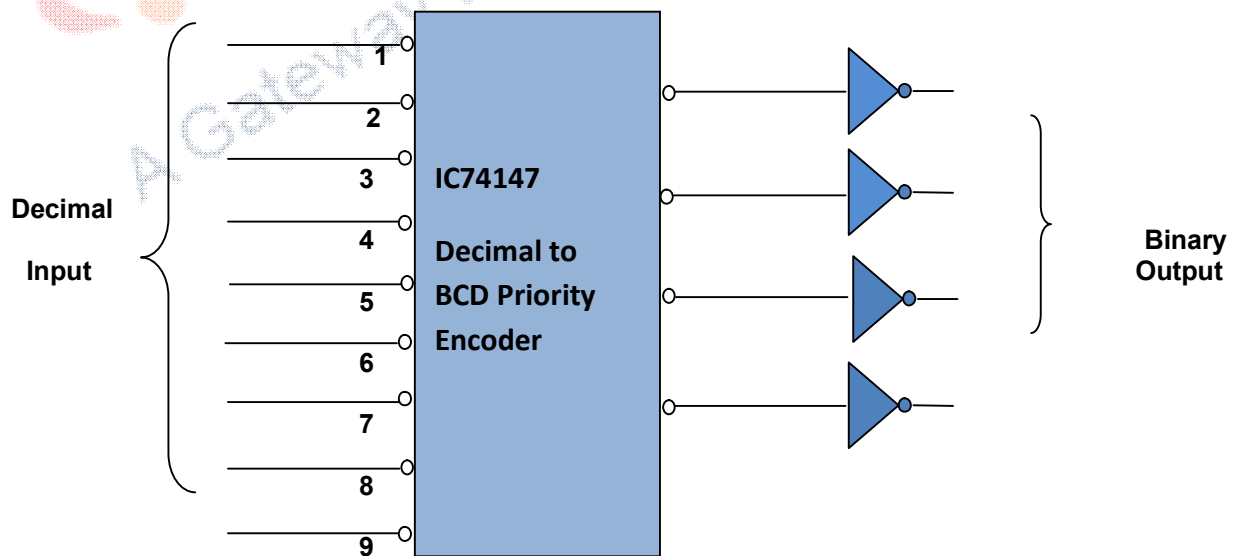 A Gateway
1
2
3
4
5
6
7
8
9
Decimal
Input
IC74147
Decimal to
BCD Priority
Encoder
Binary
Output